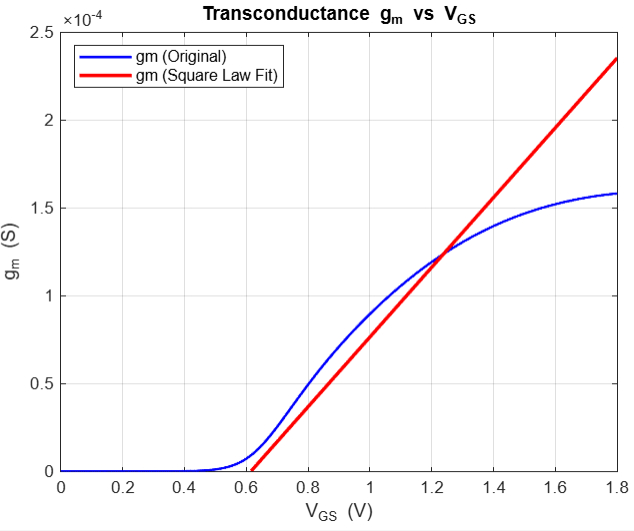 Transconductance gm vs VGS
×10-4
2.5
2
1.5
1
0.5
0
gm (S)
gm (Original)
gm (Square Law Fit)
0 0.2 0.4 0.6 0.8 1 1.2 1.4 1.6 1.8
VGS (V)